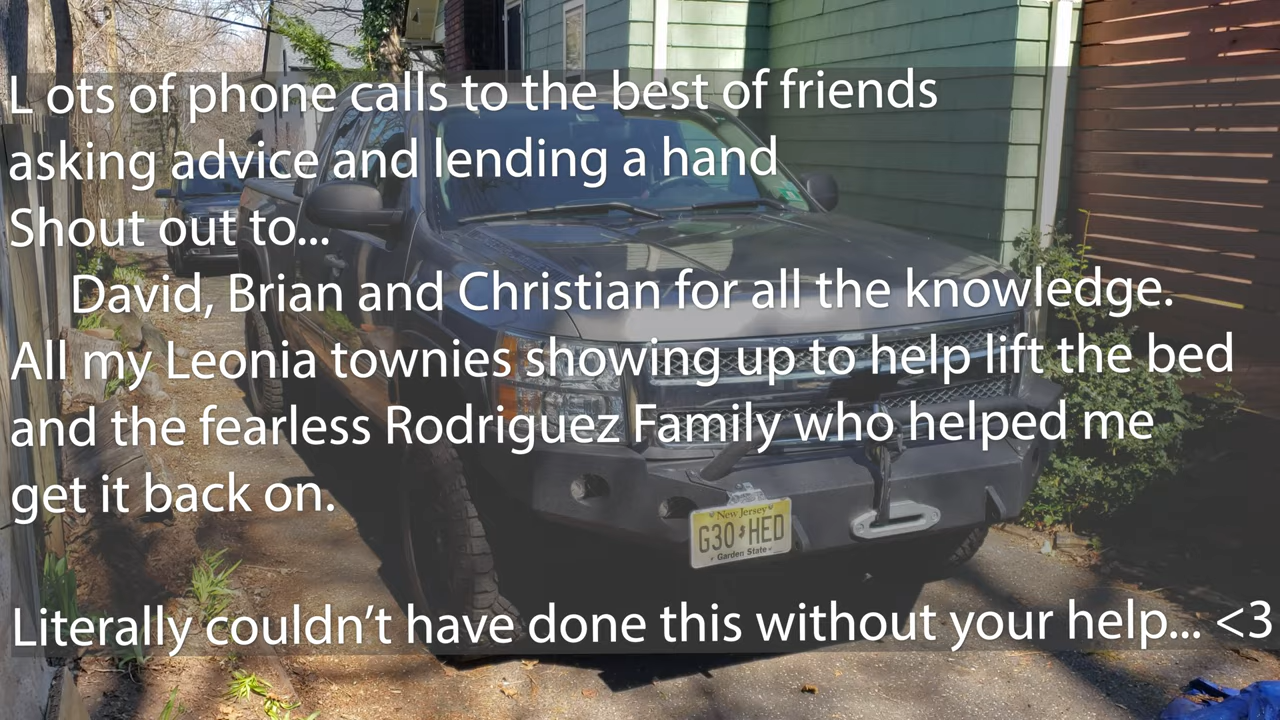 L ots of phone calls to the best of friends
asking advice and lending a hand
Shout out to...
David, Brian and Christian for all the knowledge.
All my Leonia townies showing up to help lift the bed
and the fearless Rodriguez Family who helped me
get it back on.
New Jersey
G30 HED
Garden State
Literally couldn't have done this without your help... <3